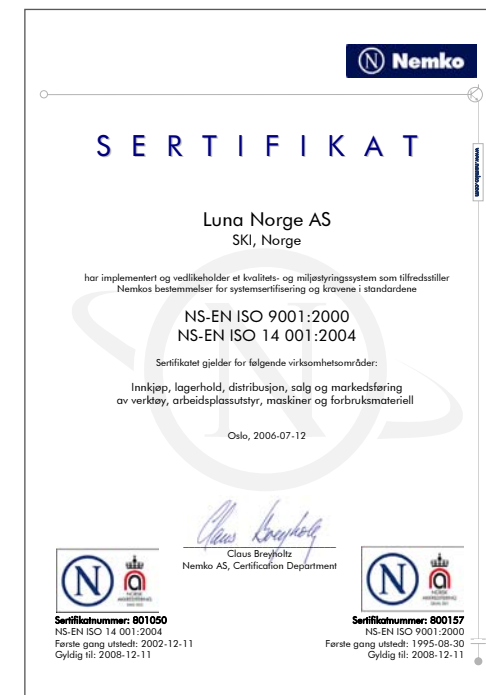 Nemko
SERTIFIKAT
www.nemko.com
Luna Norge AS
SKI, Norge
har implementert og vedlikeholder et kvalitets- og miljøstyringssystem som tilfredsstiller
Nemkos bestemmelser for systemsertifisering og kravene i standardene
NS-EN ISO 9001:2000
NS-EN ISO 14 001:2004
Sertifikatet gjelder for følgende virksomhetsområder:
Innkjøp, lagerhold, distribusjon, salg og markedsføring
av verktøy, arbeidsplassutstyr, maskiner og forbruksmateriell
Oslo, 2006-07-12
Claus Breyholtz
Claus Breyholtz
Nemko AS, Certification Department
N
Sertifikatnummer: 801050
NS-EN ISO 14 001:2004
Første gang utstedt: 2002-12-11
Gyldig til: 2008-12-11
N
Sertifikatnummer: 800157
NS-EN ISO 9001:2000
Første gang utstedt: 1995-08-30
Gyldig til: 2008-12-11